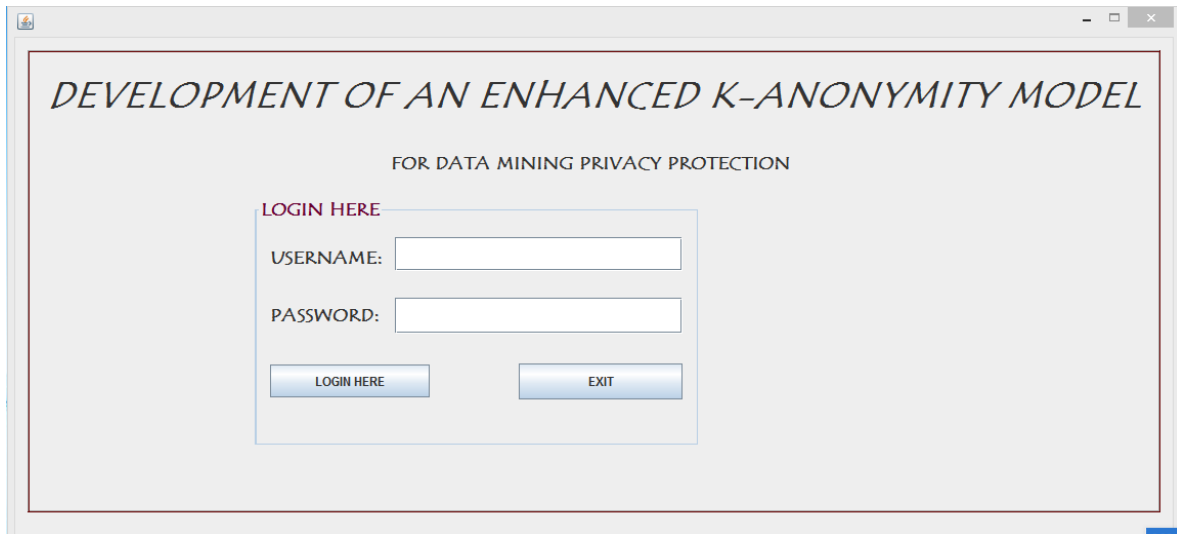 DEVELOPMENT OF AN ENHANCED K-ANONYMITY MODEL
FOR DATA MINING PRIVACY PROTECTION
LOGIN HERE
USERNAME:
PASSWORD:
LOGIN HERE
EXIT